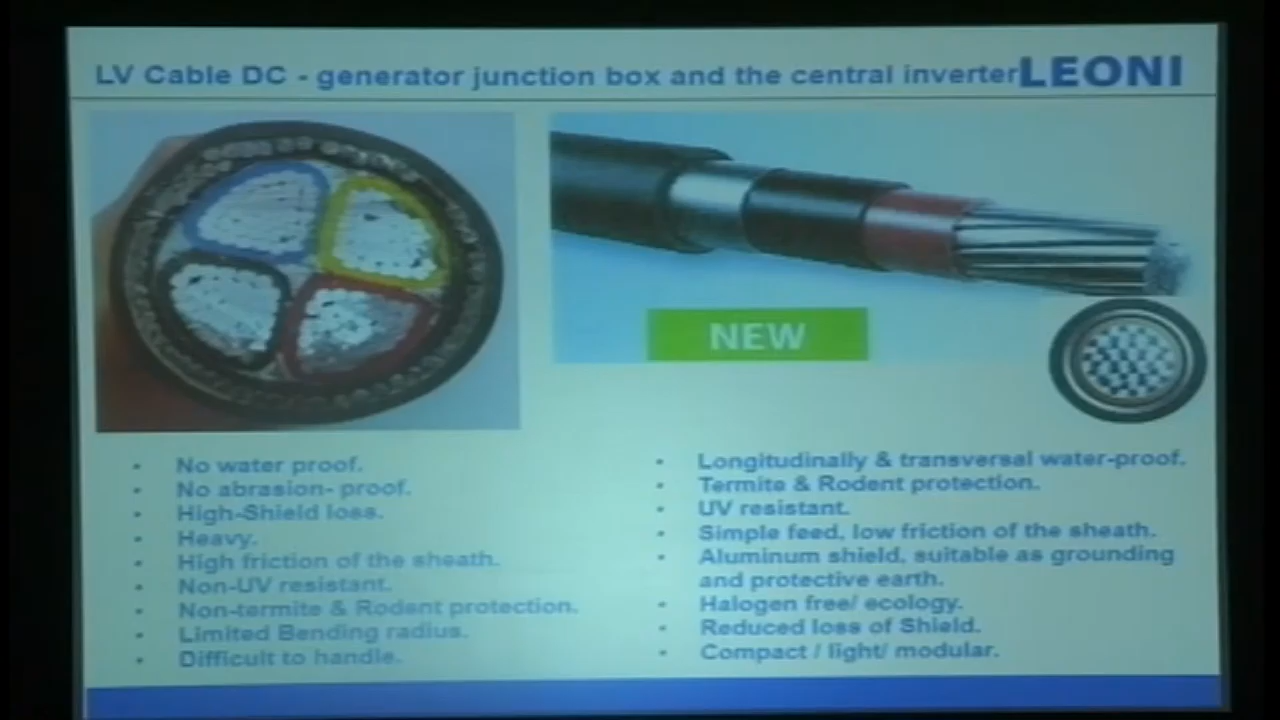 LV Cable DC - generator junction box and the central inverter LEONI
NEW
• No water proof.
• No abrasion- proof.
• High-Shield loss.
• Heavy.
• High friction of the sheath.
• Non-UV resistant.
• Non-termite & Rodent protection.
• Limited Bending radius.
• Difficult to handle.
• Longitudinally & transversal water-proof.
• Termite & Rodent protection.
• UV resistant.
• Simple feed, low friction of the sheath.
• Aluminum shield, suitable as grounding
and protective earth.
• Halogen free/ ecology.
• Reduced loss of Shield.
• Compact / light/ modular.